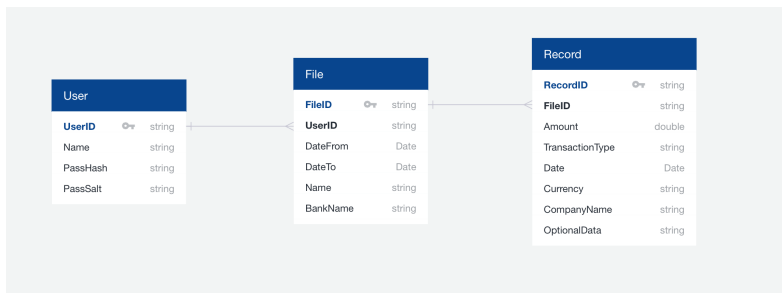 User
UserID string
Name string
PassHash string
PassSalt string
File
FileID string
UserID string
DateFrom Date
DateTo Date
Name string
BankName string
Record
RecordID string
FileID string
Amount double
TransactionType string
Date Date
Currency string
CompanyName string
OptionalData string